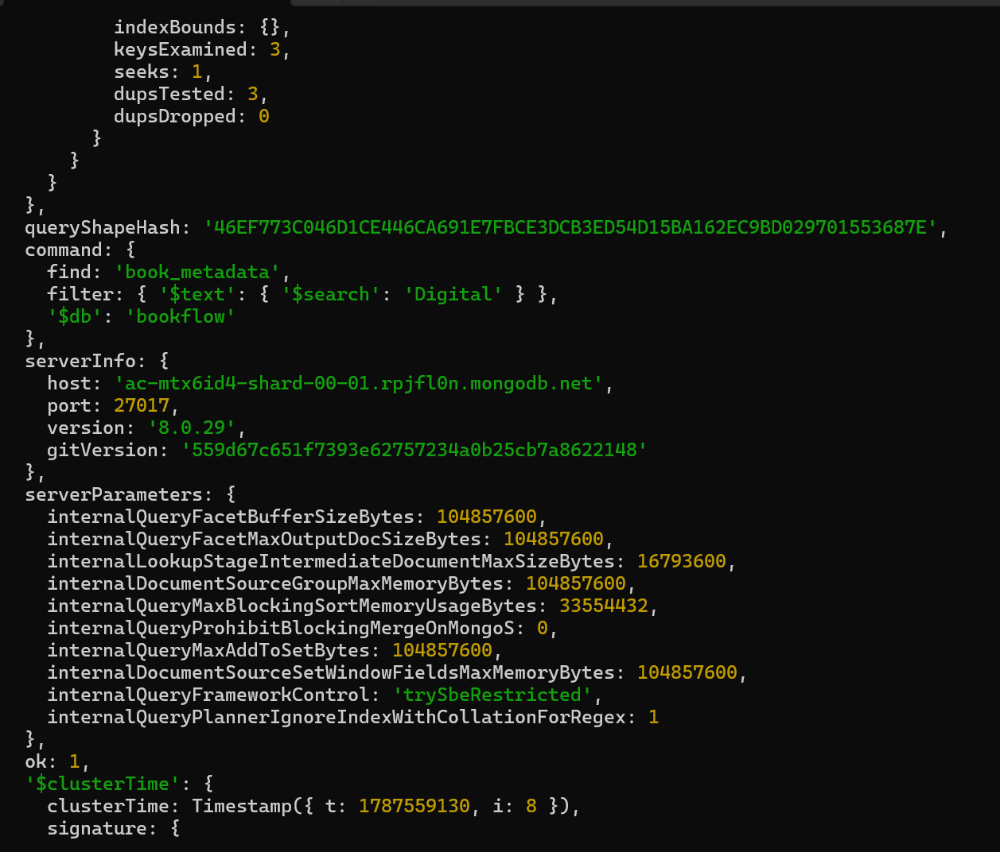 indexBounds: {},
keysExamined: 3,
seeks: 1,
dupsTested: 3,
dupsDropped: 0
}
}
}
},
queryShapeHash: '46EF773C046D1CE446CA691E7FBCE3DCB3ED54D15BA162EC9BD029701553687E',
command: {
find: 'book_metadata',
filter: { '$text': { '$search': 'Digital' } },
'$db': 'bookflow'
},
serverInfo: {
host: 'ac-mtx6id4-shard-00-01.rpjfl0n.mongodb.net',
port: 27017,
version: '8.0.29',
gitVersion: '559d67c651f7393e62757234a0b25cb7a8622148'
},
serverParameters: {
internalQueryFacetBufferSizeBytes: 104857600,
internalQueryFacetMaxOutputDocSizeBytes: 104857600,
internalLookupStageIntermediateDocumentMaxSizeBytes: 16793600,
internalDocumentSourceGroupMaxMemoryBytes: 104857600,
internalQueryMaxBlockingSortMemoryUsageBytes: 33554432,
internalQueryProhibitBlockingMergeOnMongoS: 0,
internalQueryMaxAddToSetBytes: 104857600,
internalDocumentSourceSetWindowFieldsMaxMemoryBytes: 104857600,
internalQueryFrameworkControl: 'trySbeRestricted',
internalQueryPlannerIgnoreIndexWithCollationForRegex: 1
},
ok: 1,
'$clusterTime': {
clusterTime: Timestamp({ t: 1787559130, i: 8 }),
signature: {